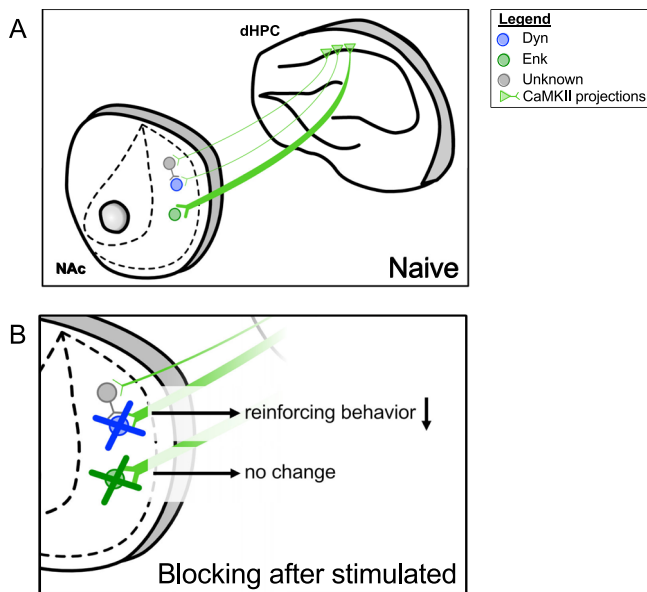 A
dHPC
NAc
Naive
Legend
Dyn
Enk
Unknown
CaMKII projections
B
reinforcing behavior
no change
Blocking after stimulated